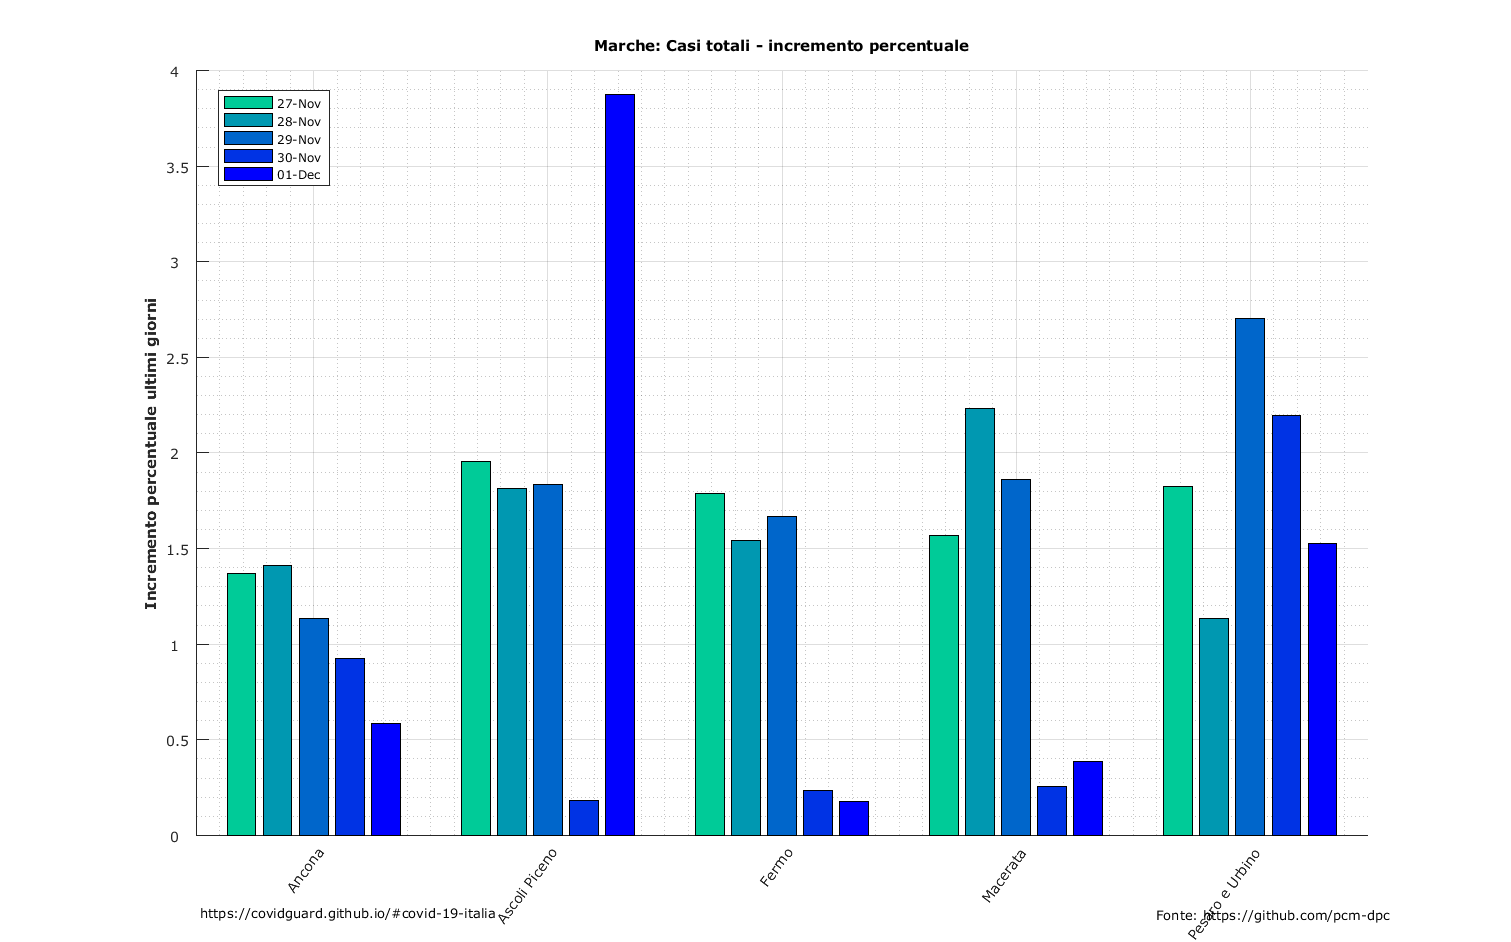 Marche: Casi totali - incremento percentuale
Incremento percentuale ultimi giorni
4
3.5
3
2.5
2
1.5
1
0.5
0
27-Nov
28-Nov
29-Nov
30-Nov
01-Dec
Ancona
Ascoli Piceno
Fermo
Macerata
Pesaro e Urbino
https://covidguard.github.io/#covid-19-italia
Fonte: https://github.com/pcm-dpc